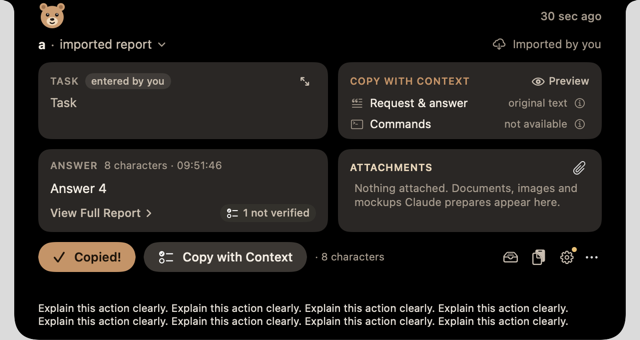 30 sec ago
a · imported report
Imported by you
TASK entered by you
Task
COPY WITH CONTEXT Preview
Request & answer original text
Commands not available
ANSWER 8 characters · 09:51:46
Answer 4
View Full Report
1 not verified
ATTACHMENTS
Nothing attached. Documents, images and
mockups Claude prepares appear here.
Copied!
Copy with Context
· 8 characters
Explain this action clearly. Explain this action clearly. Explain this action clearly. Explain this action clearly.
Explain this action clearly. Explain this action clearly. Explain this action clearly. Explain this action clearly.